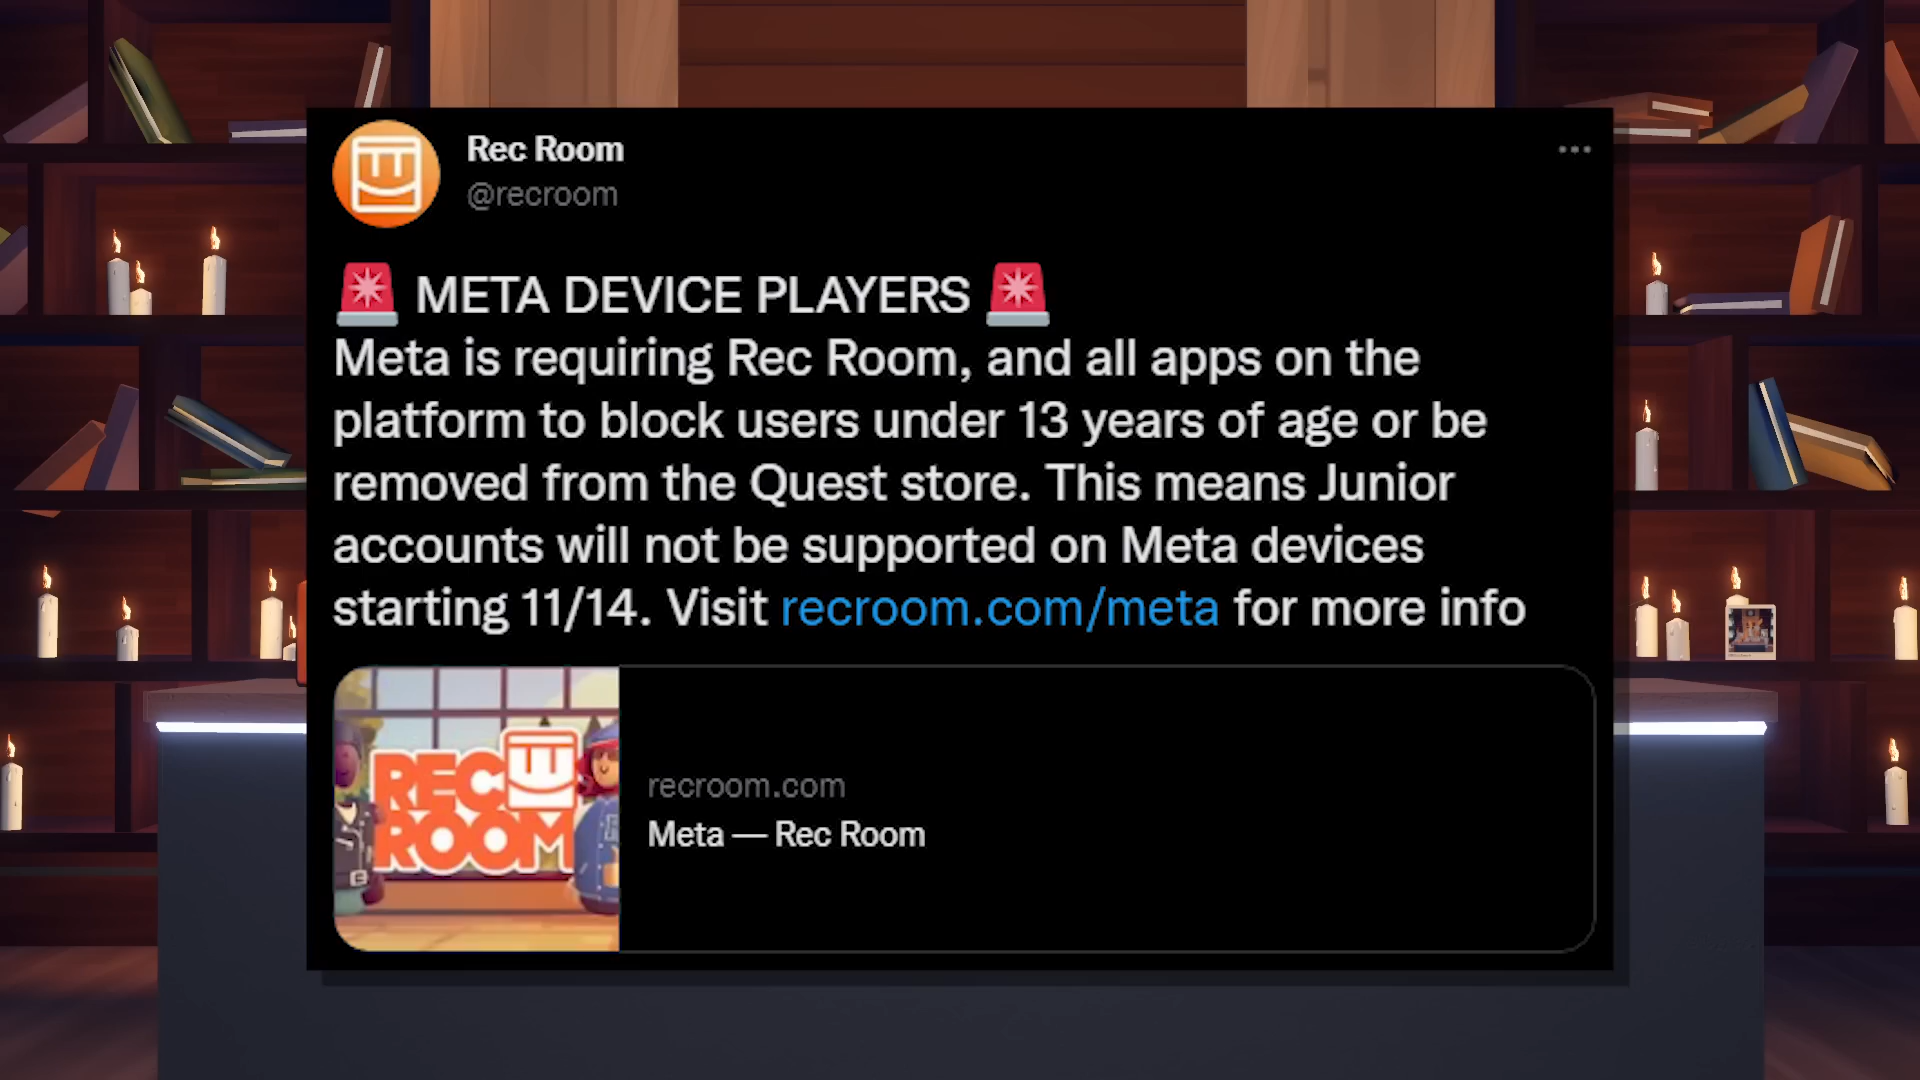 Rec Room
@recroom
🚨 META DEVICE PLAYERS 🚨
Meta is requiring Rec Room, and all apps on the
platform to block users under 13 years of age or be
removed from the Quest store. This means Junior
accounts will not be supported on Meta devices
starting 11/14. Visit recroom.com/meta for more info
REC
ROOM
recroom.com
Meta — Rec Room